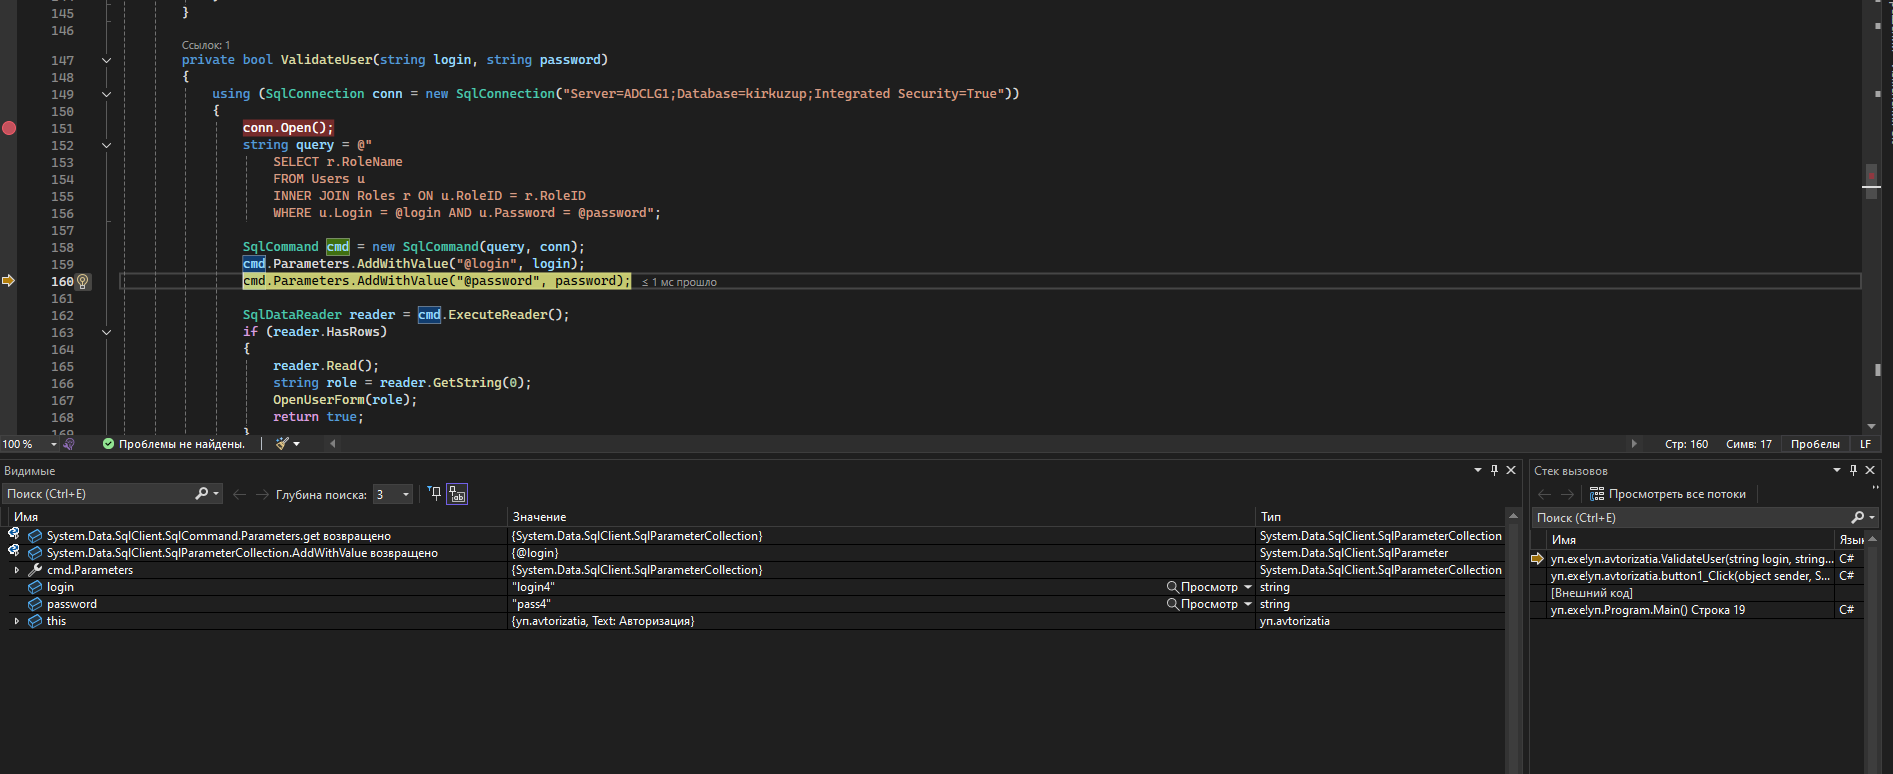 145 }
146
Ссылок: 1
147 private bool ValidateUser(string login, string password)
148 {
149 using (SqlConnection conn = new SqlConnection("Server=ADCLG1;Database=kirkuzup;Integrated Security=True"))
150 {
151 conn.Open();
152 string query = @"
153 SELECT r.RoleName
154 FROM Users u
155 INNER JOIN Roles r ON u.RoleID = r.RoleID
156 WHERE u.Login = @login AND u.Password = @password";
157
158 SqlCommand cmd = new SqlCommand(query, conn);
159 cmd.Parameters.AddWithValue("@login", login);
160 cmd.Parameters.AddWithValue("@password", password); ≤ 1 мс прошло
161
162 SqlDataReader reader = cmd.ExecuteReader();
163 if (reader.HasRows)
164 {
165 reader.Read();
166 string role = reader.GetString(0);
167 OpenUserForm(role);
168 return true;
169 }
100 % Проблемы не найдены. Стр: 160 Симв: 17 Пробелы LF
Видимые
Поиск (Ctrl+E) Глубина поиска: 3
Имя Значение Тип
System.Data.SqlClient.SqlCommand.Parameters.get возвращено {System.Data.SqlClient.SqlParameterCollection} System.Data.SqlClient.SqlParameterCollection
System.Data.SqlClient.SqlParameterCollection.AddWithValue возвращено {@login} System.Data.SqlClient.SqlParameter
cmd.Parameters {System.Data.SqlClient.SqlParameterCollection} System.Data.SqlClient.SqlParameterCollection
login "login4" Просмотр string
password "pass4" Просмотр string
this {уп.avtorizatia, Text: Авторизация} уп.avtorizatia
Стек вызовов
Просмотреть все потоки
Поиск (Ctrl+E)
Имя Язык
уп.exe!уп.avtorizatia.ValidateUser(string login, string... C#
уп.exe!уп.avtorizatia.button1_Click(object sender, S... C#
[Внешний код]
уп.exe!уп.Program.Main() Строка 19 C#